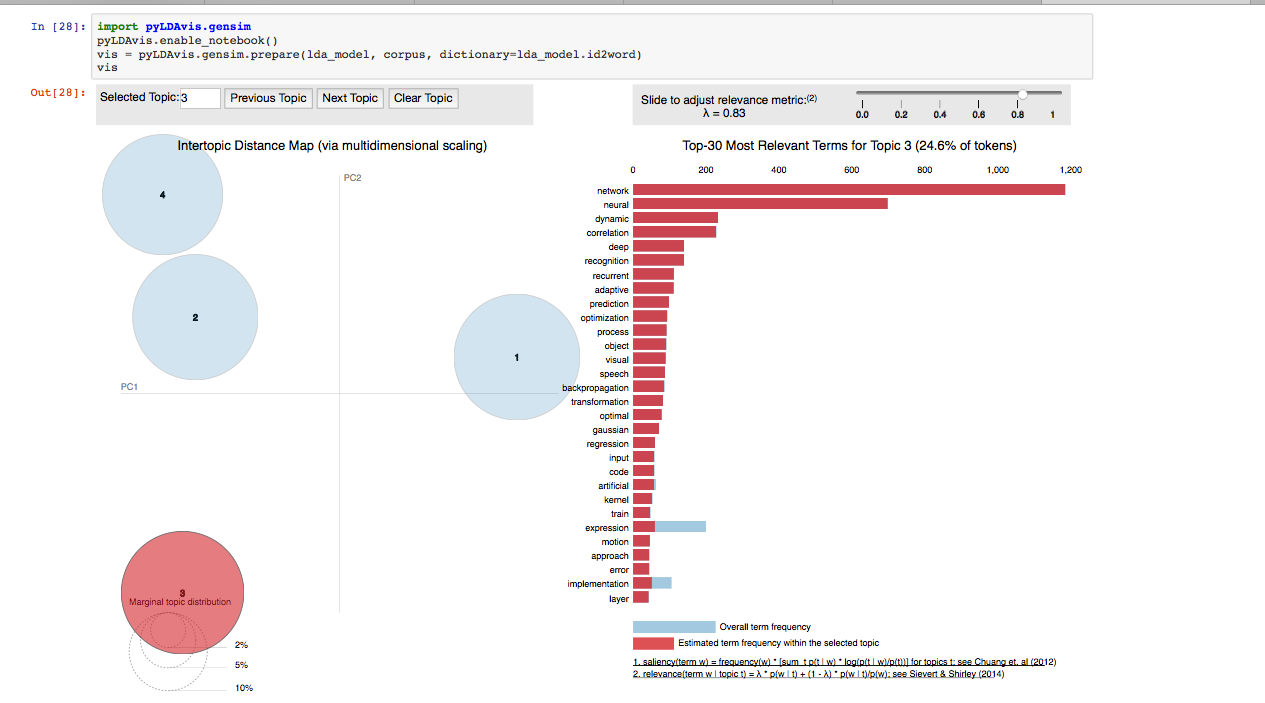 In [28]: import pyLDAvis.gensim
pyLDAvis.enable_notebook()
vis = pyLDAvis.gensim.prepare(lda_model, corpus, dictionary=lda_model.id2word)
vis
Out[28]: Selected Topic: 3 Previous Topic Next Topic Clear Topic
Slide to adjust relevance metric:(2)
λ = 0.83
0.0 0.2 0.4 0.6 0.8 1
Intertopic Distance Map (via multidimensional scaling)
PC2
4
2
1
PC1
3
Marginal topic distribution
2%
5%
10%
Top-30 Most Relevant Terms for Topic 3 (24.6% of tokens)
0 200 400 600 800 1,000 1,200
network
neural
dynamic
correlation
deep
recognition
recurrent
adaptive
prediction
optimization
process
object
visual
speech
backpropagation
transformation
optimal
gaussian
regression
input
code
artificial
kernel
train
expression
motion
approach
error
implementation
layer
Overall term frequency
Estimated term frequency within the selected topic
1. saliency(term w) = frequency(w) * [sum_t p(t | w) * log(p(t | w)/p(t))] for topics t; see Chuang et. al (2012)
2. relevance(term w | topic t) = λ * p(w | t) + (1 - λ) * p(w | t)/p(w); see Sievert & Shirley (2014)